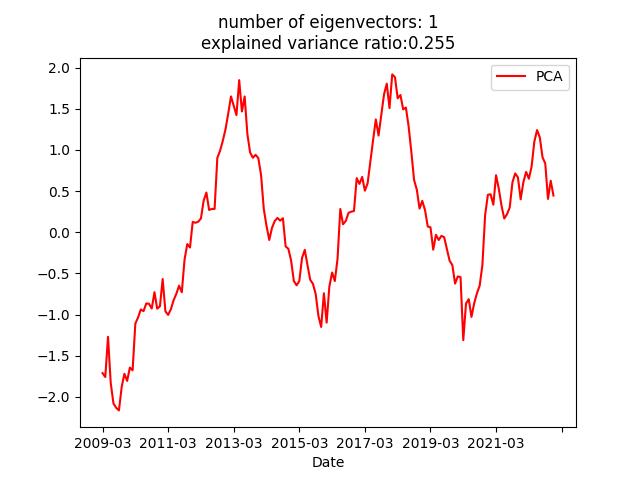 number of eigenvectors: 1
explained variance ratio:0.255
PCA
2.0
1.5
1.0
0.5
0.0
−0.5
−1.0
−1.5
−2.0
2009-03 2011-03 2013-03 2015-03 2017-03 2019-03 2021-03
Date